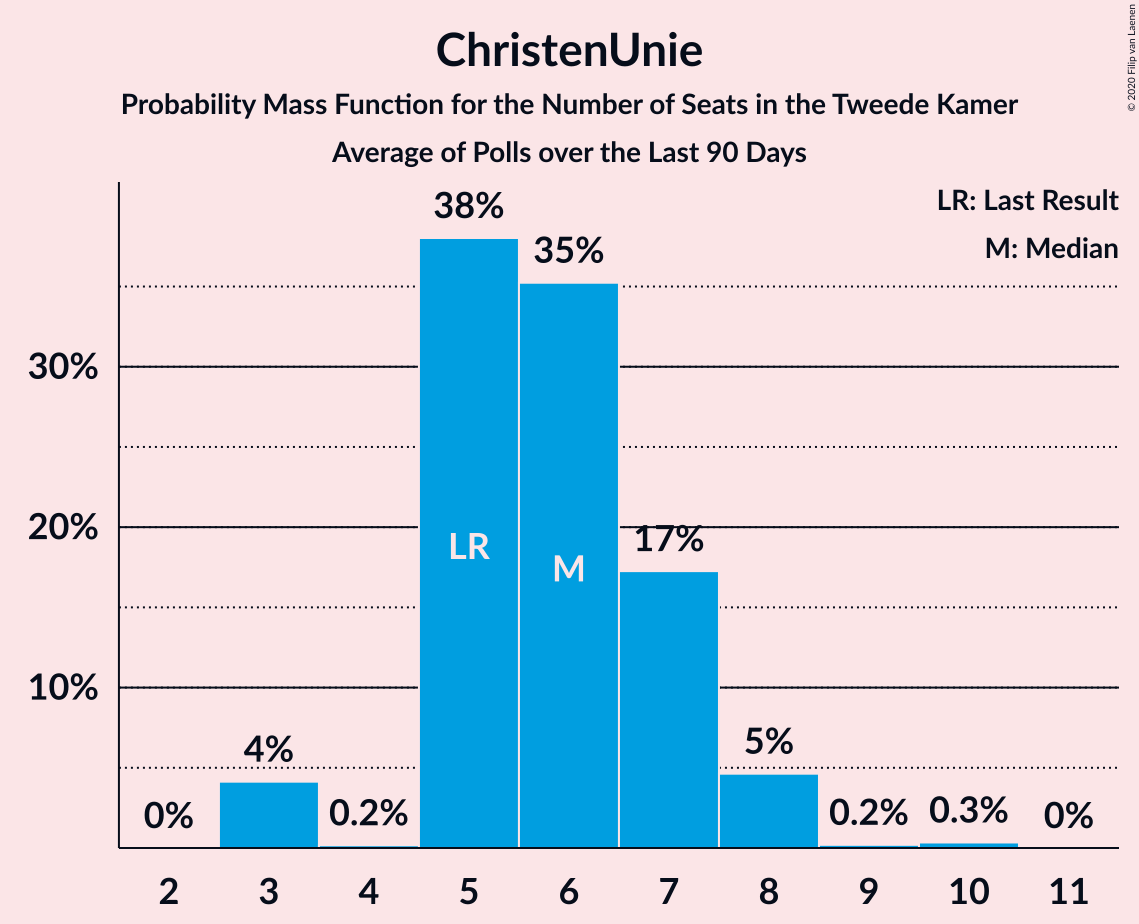 ChristenUnie
Probability Mass Function for the Number of Seats in the Tweede Kamer
Average of Polls over the Last 90 Days
© 2020 Filip van Laenen
LR: Last Result
M: Median
38%
35%
30%
20%
17%
LR
M
10%
5%
4%
0%
0.2%
0.2%
0.3%
0%
2 3 4 5 6 7 8 9 10 11